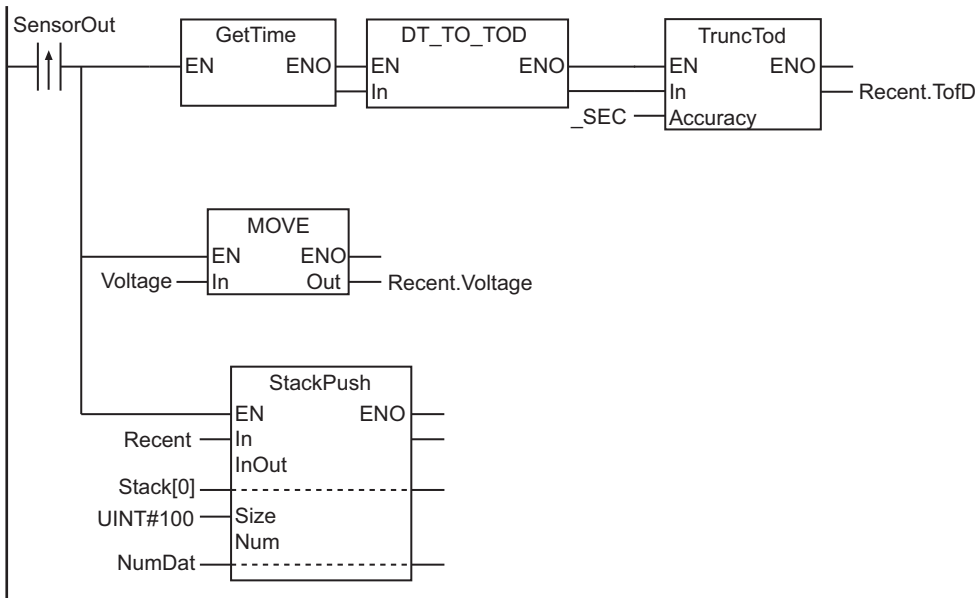 SensorOut
GetTime
EN ENO
DT_TO_TOD
EN ENO
In
TruncTod
EN ENO
In
Accuracy
_SEC
Recent.TofD
MOVE
EN ENO
Voltage In Out Recent.Voltage
StackPush
EN ENO
Recent In
InOut
Stack[0]
UINT#100 Size
Num
NumDat